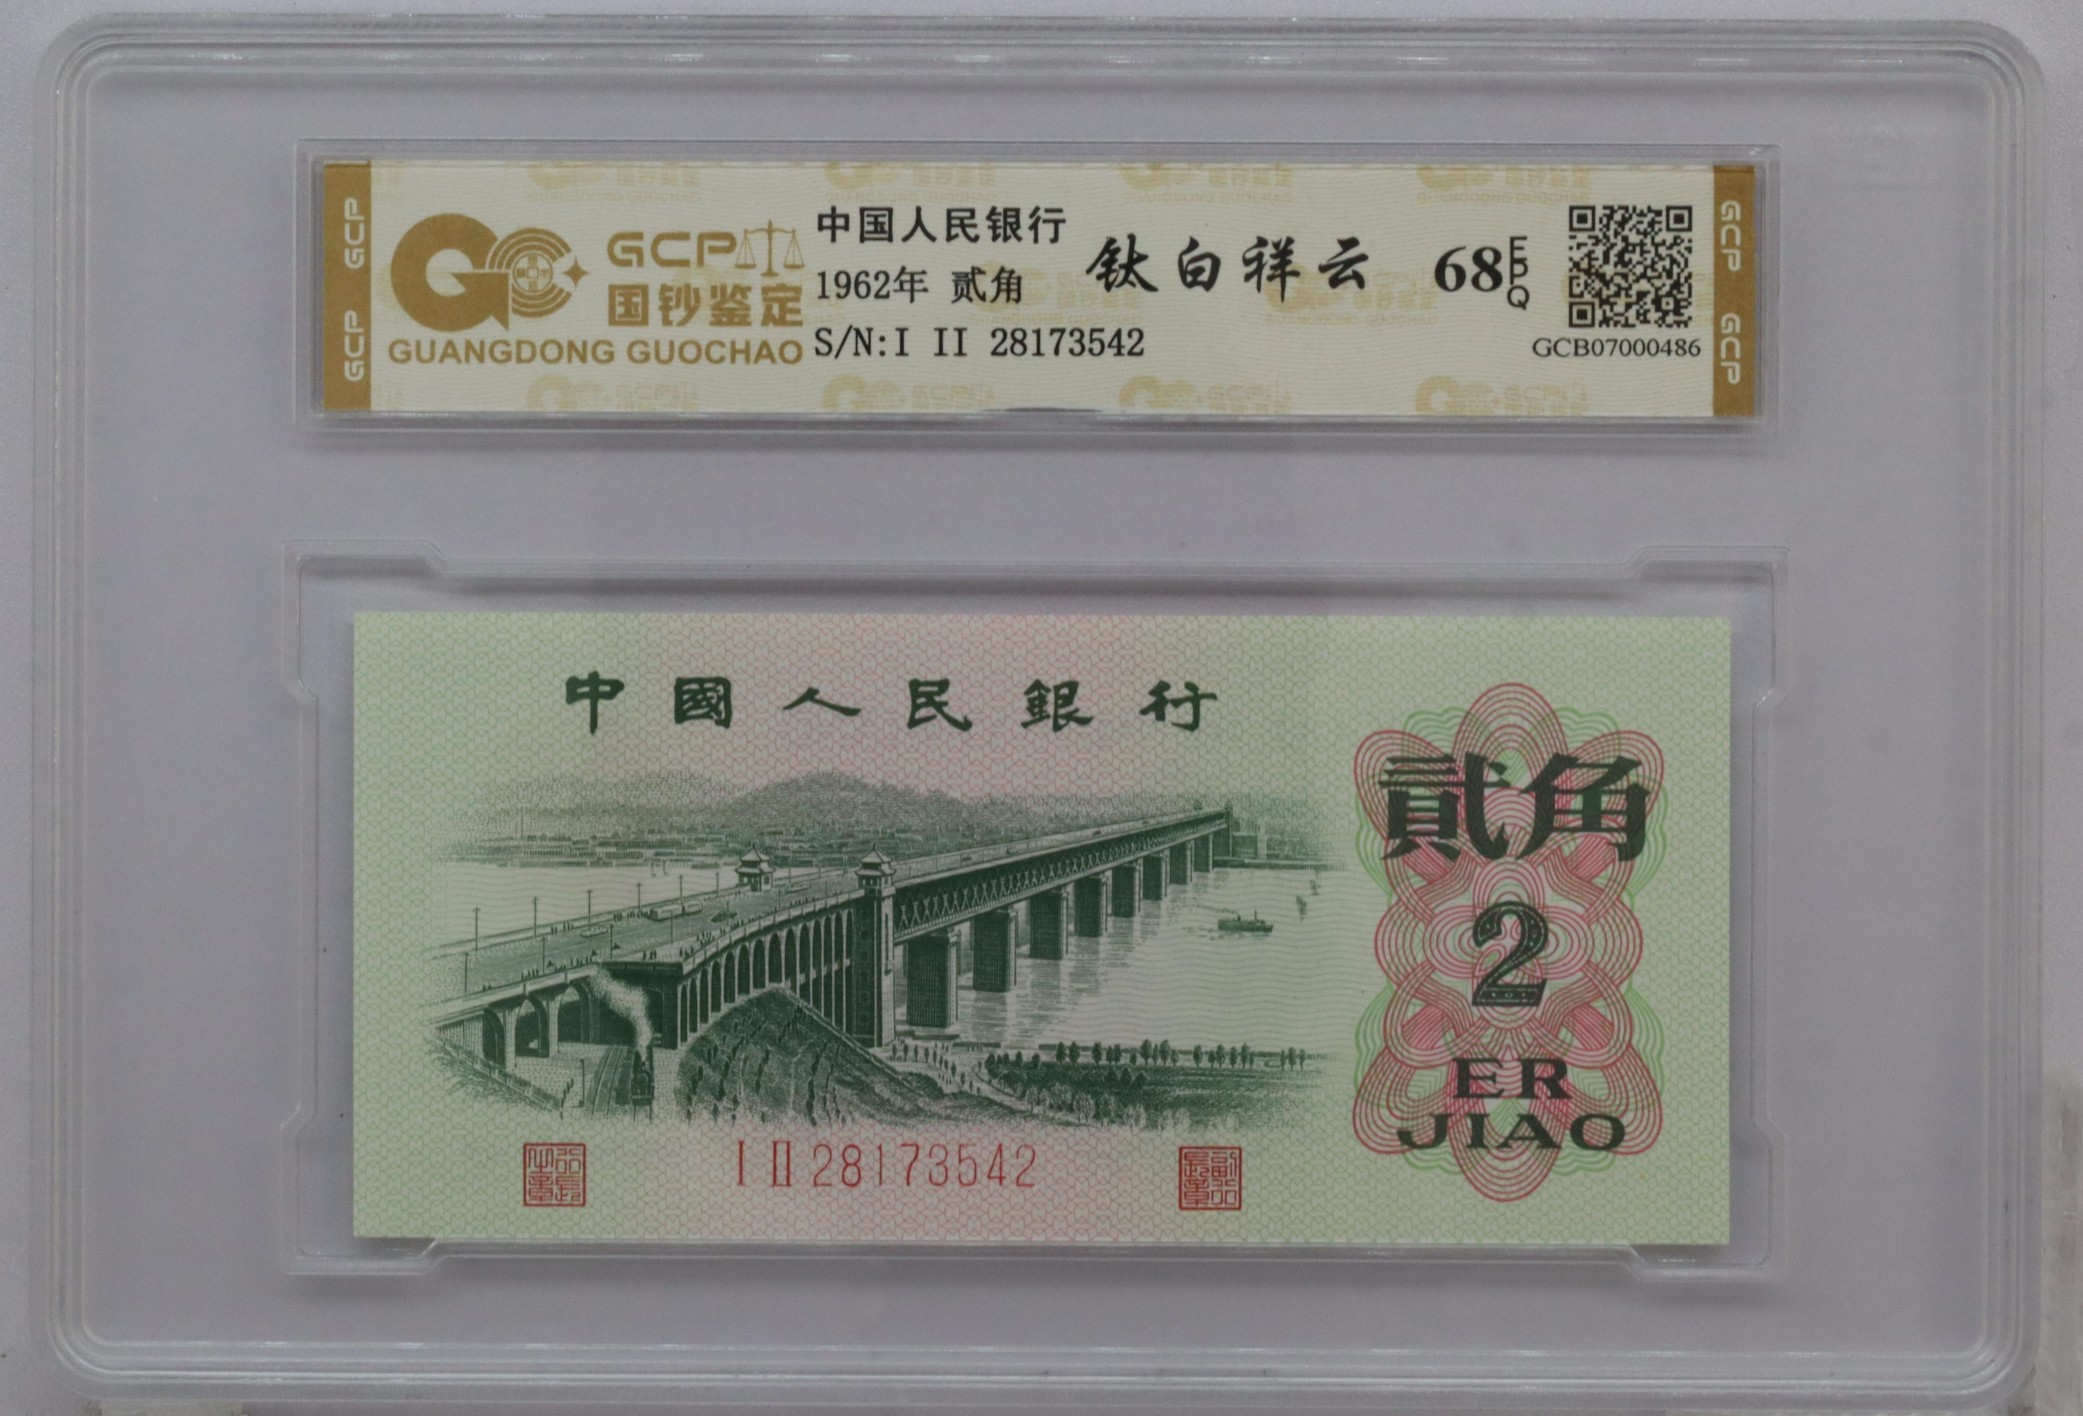 GCP GCP
GCP
国钞鉴定
GUANGDONG GUOCHAO
中国人民银行
1962年 贰角
S/N:I II 28173542
钛白祥云
68 EPQ
GCB07000486
GCP GCP
中國人民銀行
貳角
2
ER
JIAO
I II 28173542